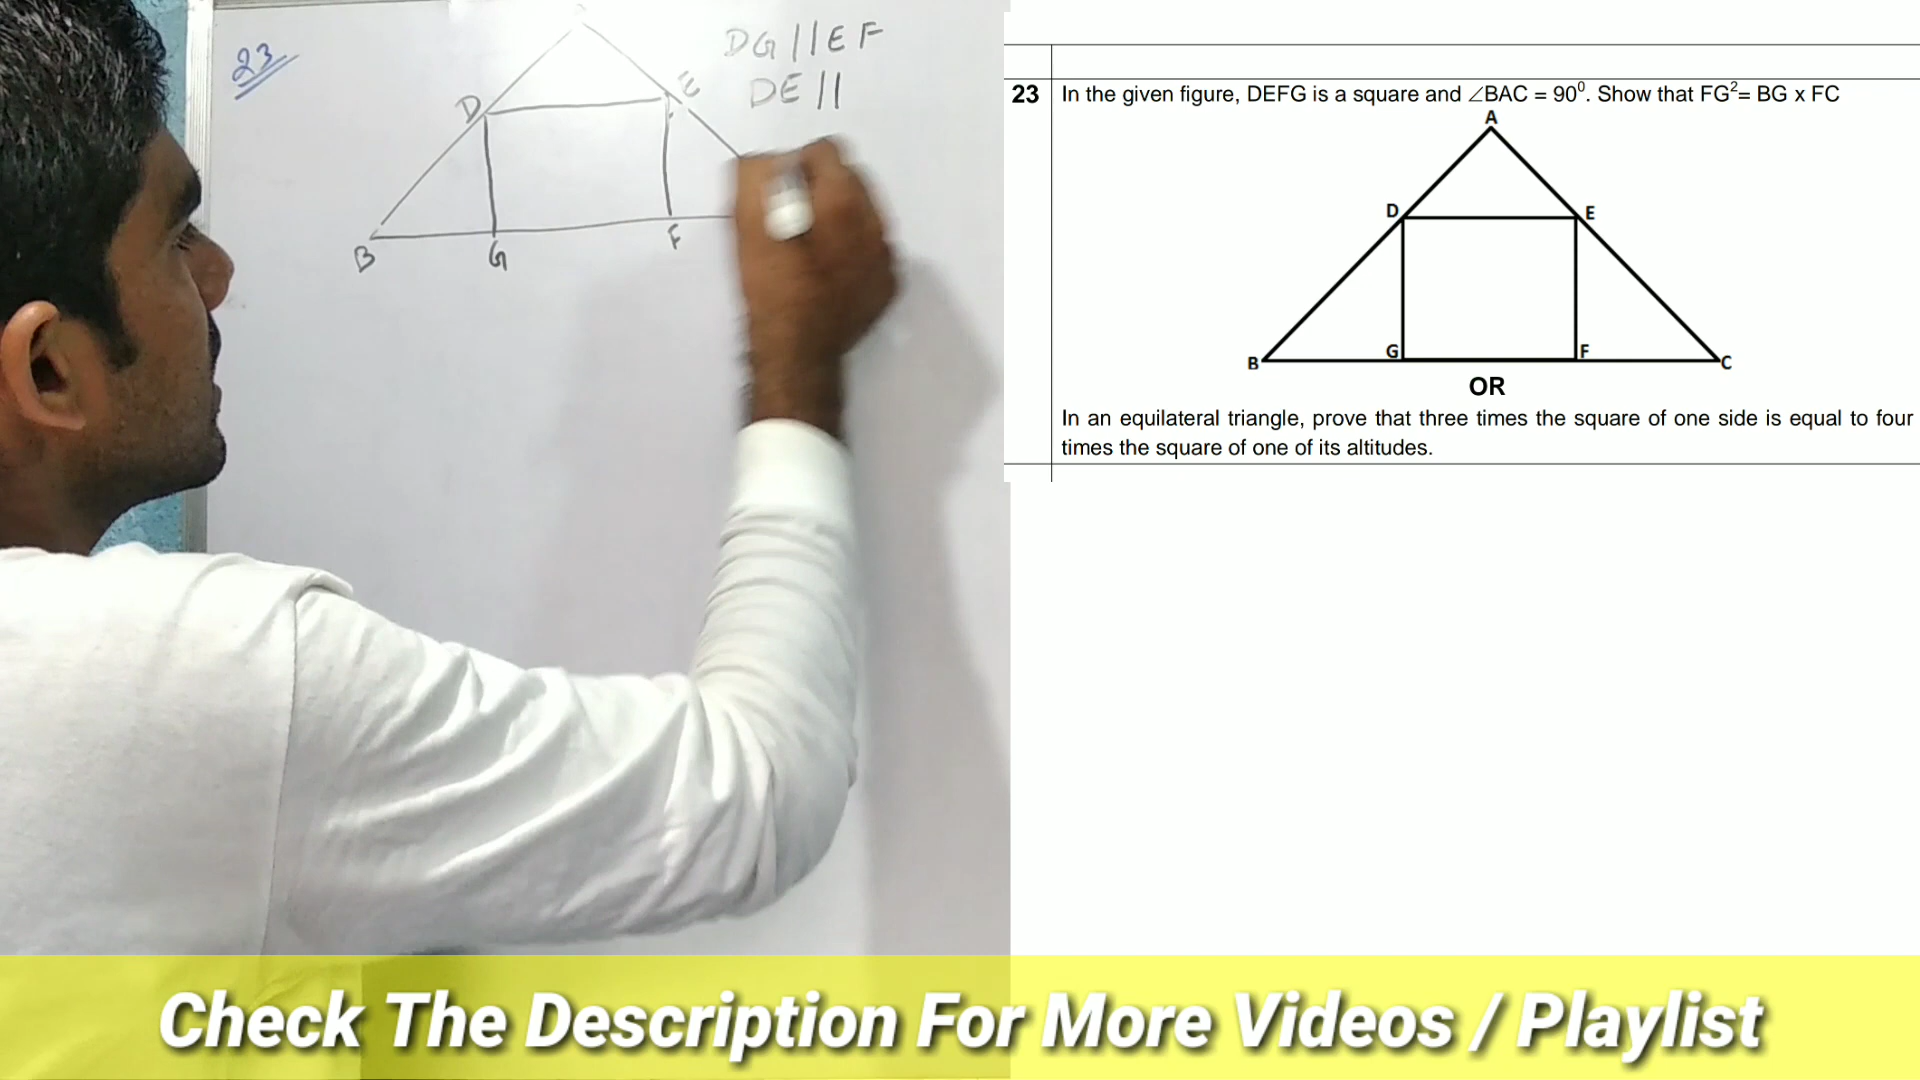 23
DG || EF
DE ||
D
E
B
G
F
23 In the given figure, DEFG is a square and ∠BAC = 90⁰. Show that FG²= BG x FC
A
D
E
B
G
F
C
OR
In an equilateral triangle, prove that three times the square of one side is equal to four
times the square of one of its altitudes.
Check The Description For More Videos / Playlist